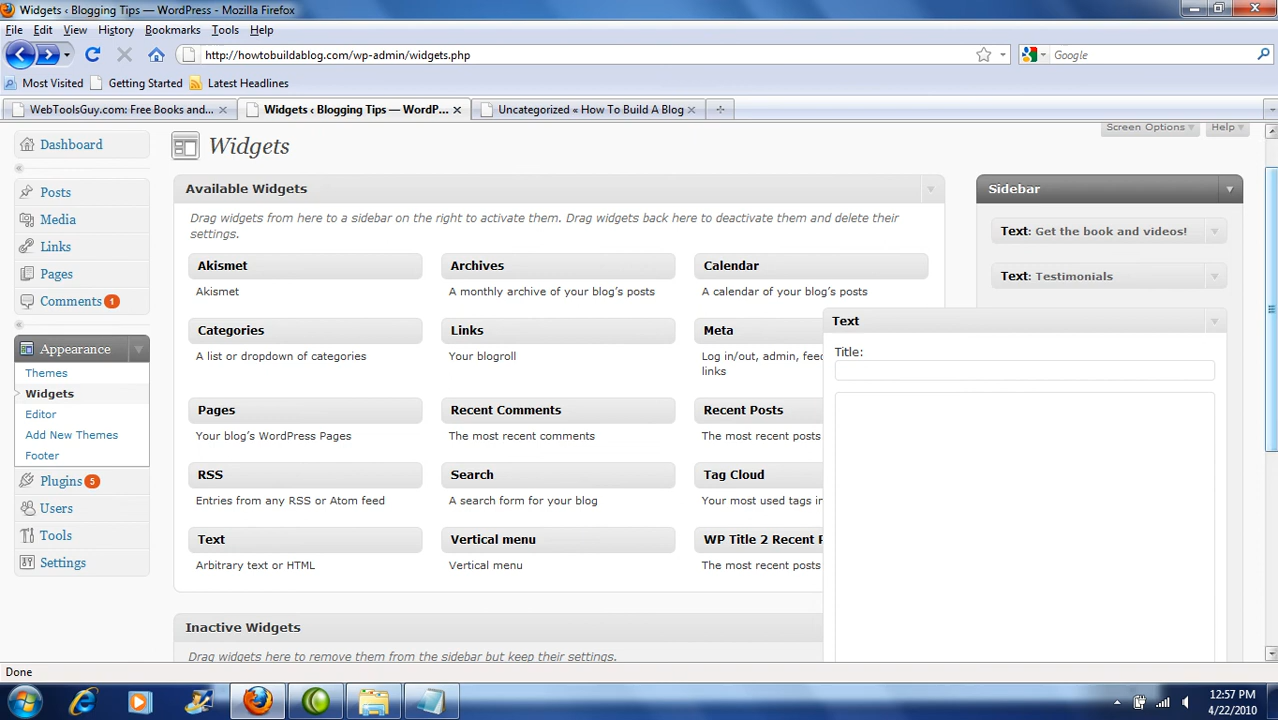 Widgets ‹ Blogging Tips — WordPress - Mozilla Firefox
File Edit View History Bookmarks Tools Help
http://howtobuildablog.com/wp-admin/widgets.php
Google
Most Visited Getting Started Latest Headlines
WebToolsGuy.com: Free Books and...
Widgets ‹ Blogging Tips — WordP...
Uncategorized « How To Build A Blog
Screen Options
Help
Dashboard
Posts
Media
Links
Pages
Comments 1
Appearance
Themes
Widgets
Editor
Add New Themes
Footer
Plugins 5
Users
Tools
Settings
Widgets
Available Widgets
Drag widgets from here to a sidebar on the right to activate them. Drag widgets back here to deactivate them and delete their
settings.
Akismet
Akismet
Archives
A monthly archive of your blog's posts
Calendar
A calendar of your blog's posts
Categories
A list or dropdown of categories
Links
Your blogroll
Meta
Log in/out, admin, feed
links
Pages
Your blog's WordPress Pages
Recent Comments
The most recent comments
Recent Posts
The most recent posts
RSS
Entries from any RSS or Atom feed
Search
A search form for your blog
Tag Cloud
Your most used tags in
Text
Arbitrary text or HTML
Vertical menu
Vertical menu
WP Title 2 Recent P
The most recent posts
Inactive Widgets
Drag widgets here to remove them from the sidebar but keep their settings.
Sidebar
Text: Get the book and videos!
Text: Testimonials
Text
Title:
Done
12:57 PM
4/22/2010